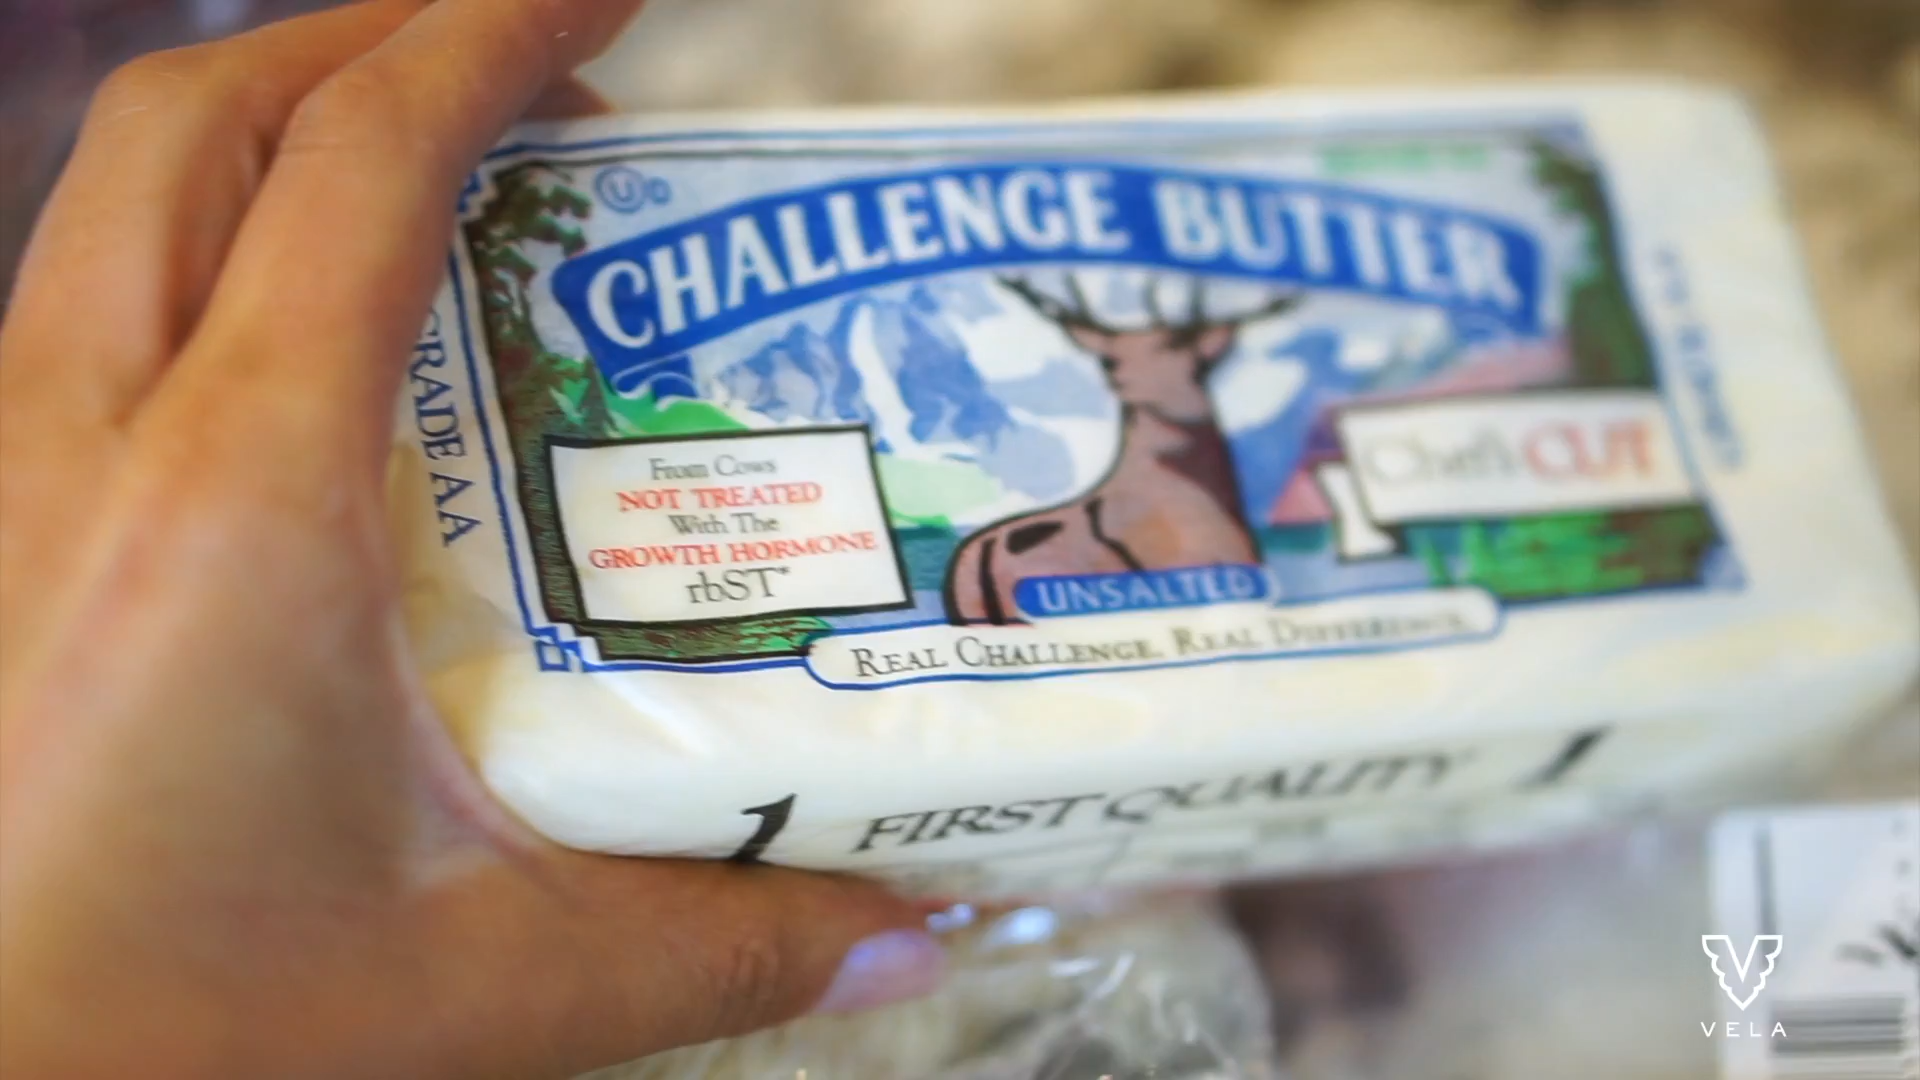 U D
CHALLENGE BUTTER
GRADE AA
From Cows
NOT TREATED
With The
GROWTH HORMONE
rbST*
Chef's CUT
UNSALTED
REAL CHALLENGE. REAL DIFFERENCE.
1 FIRST QUALITY 1
VELA